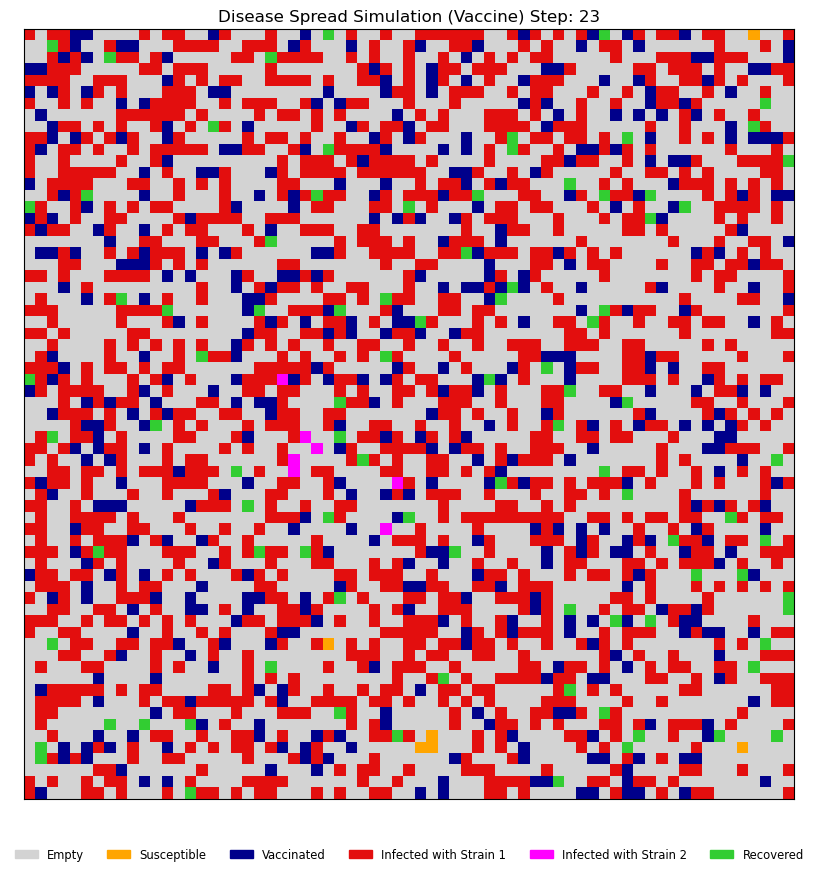 Disease Spread Simulation (Vaccine) Step: 23
Empty Susceptible Vaccinated Infected with Strain 1 Infected with Strain 2 Recovered